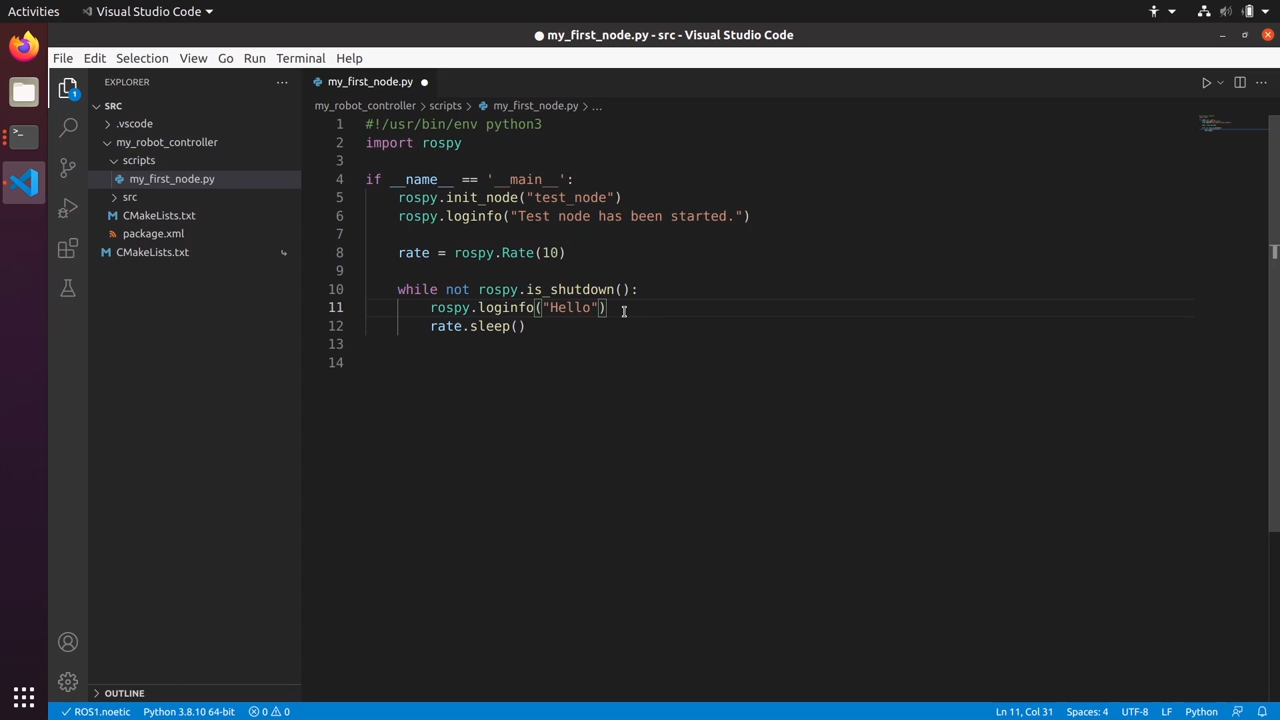 Activities
Visual Studio Code
my_first_node.py - src - Visual Studio Code
File Edit Selection View Go Run Terminal Help
EXPLORER
SRC
.vscode
my_robot_controller
scripts
my_first_node.py
src
CMakeLists.txt
package.xml
CMakeLists.txt
OUTLINE
1
my_first_node.py
my_robot_controller > scripts > my_first_node.py > ...
1 #!/usr/bin/env python3
2 import rospy
3
4 if __name__ == '__main__':
5 rospy.init_node("test_node")
6 rospy.loginfo("Test node has been started.")
7
8 rate = rospy.Rate(10)
9
10 while not rospy.is_shutdown():
11 rospy.loginfo("Hello")
12 rate.sleep()
13
14
ROS1.noetic Python 3.8.10 64-bit 0 0 Ln 11, Col 31 Spaces: 4 UTF-8 LF Python